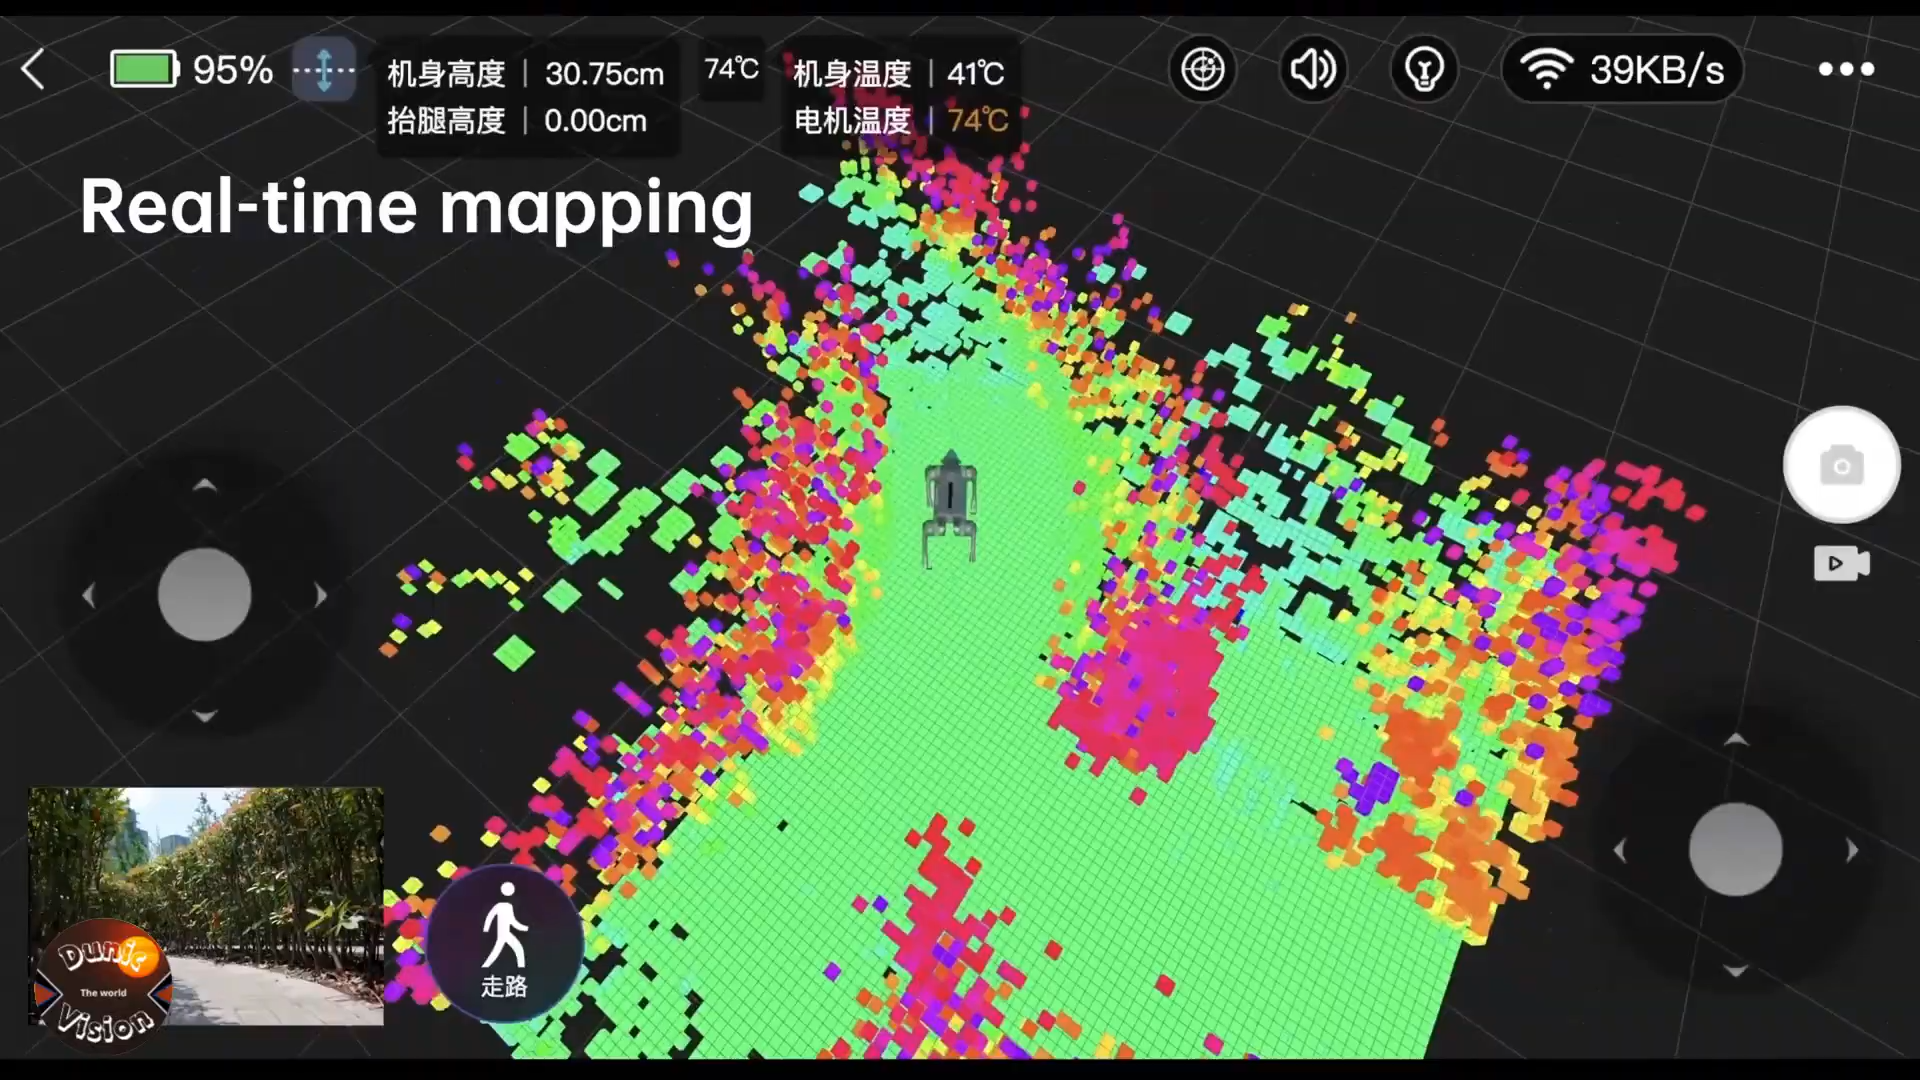 95%
机身高度 | 30.75cm
抬腿高度 | 0.00cm
74℃
机身温度 | 41℃
电机温度 | 74℃
39KB/s
Real-time mapping
走路
Dunic
The world
Vision